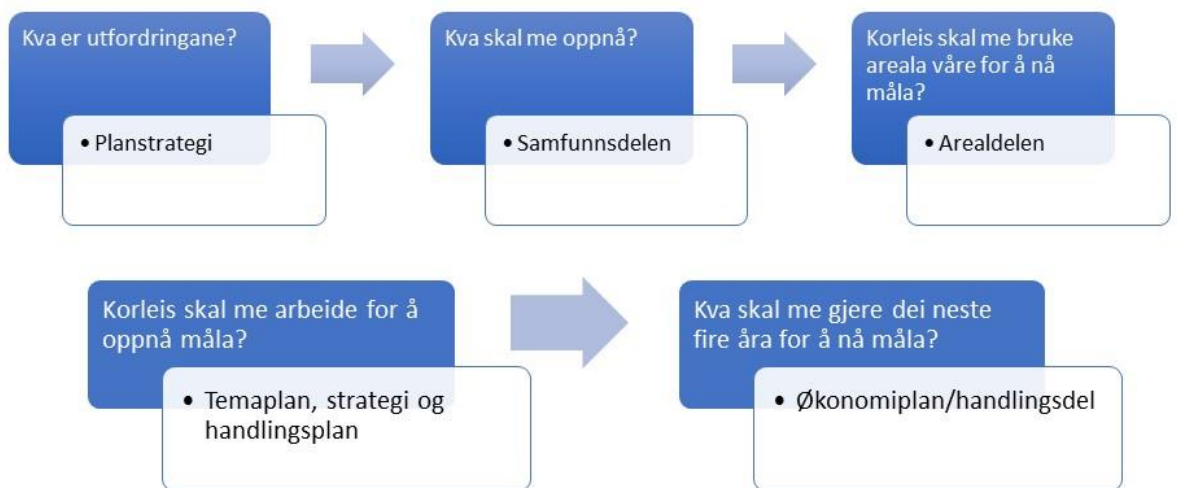 Kva er utfordringane?
• Planstrategi
Kva skal me oppnå?
• Samfunnsdelen
Korleis skal me bruke
areala våre for å nå
måla?
• Arealdelen
Korleis skal me arbeide for å
oppnå måla?
• Temaplan, strategi og
handlingsplan
Kva skal me gjere dei neste
fire åra for å nå måla?
• Økonomiplan/handlingsdel